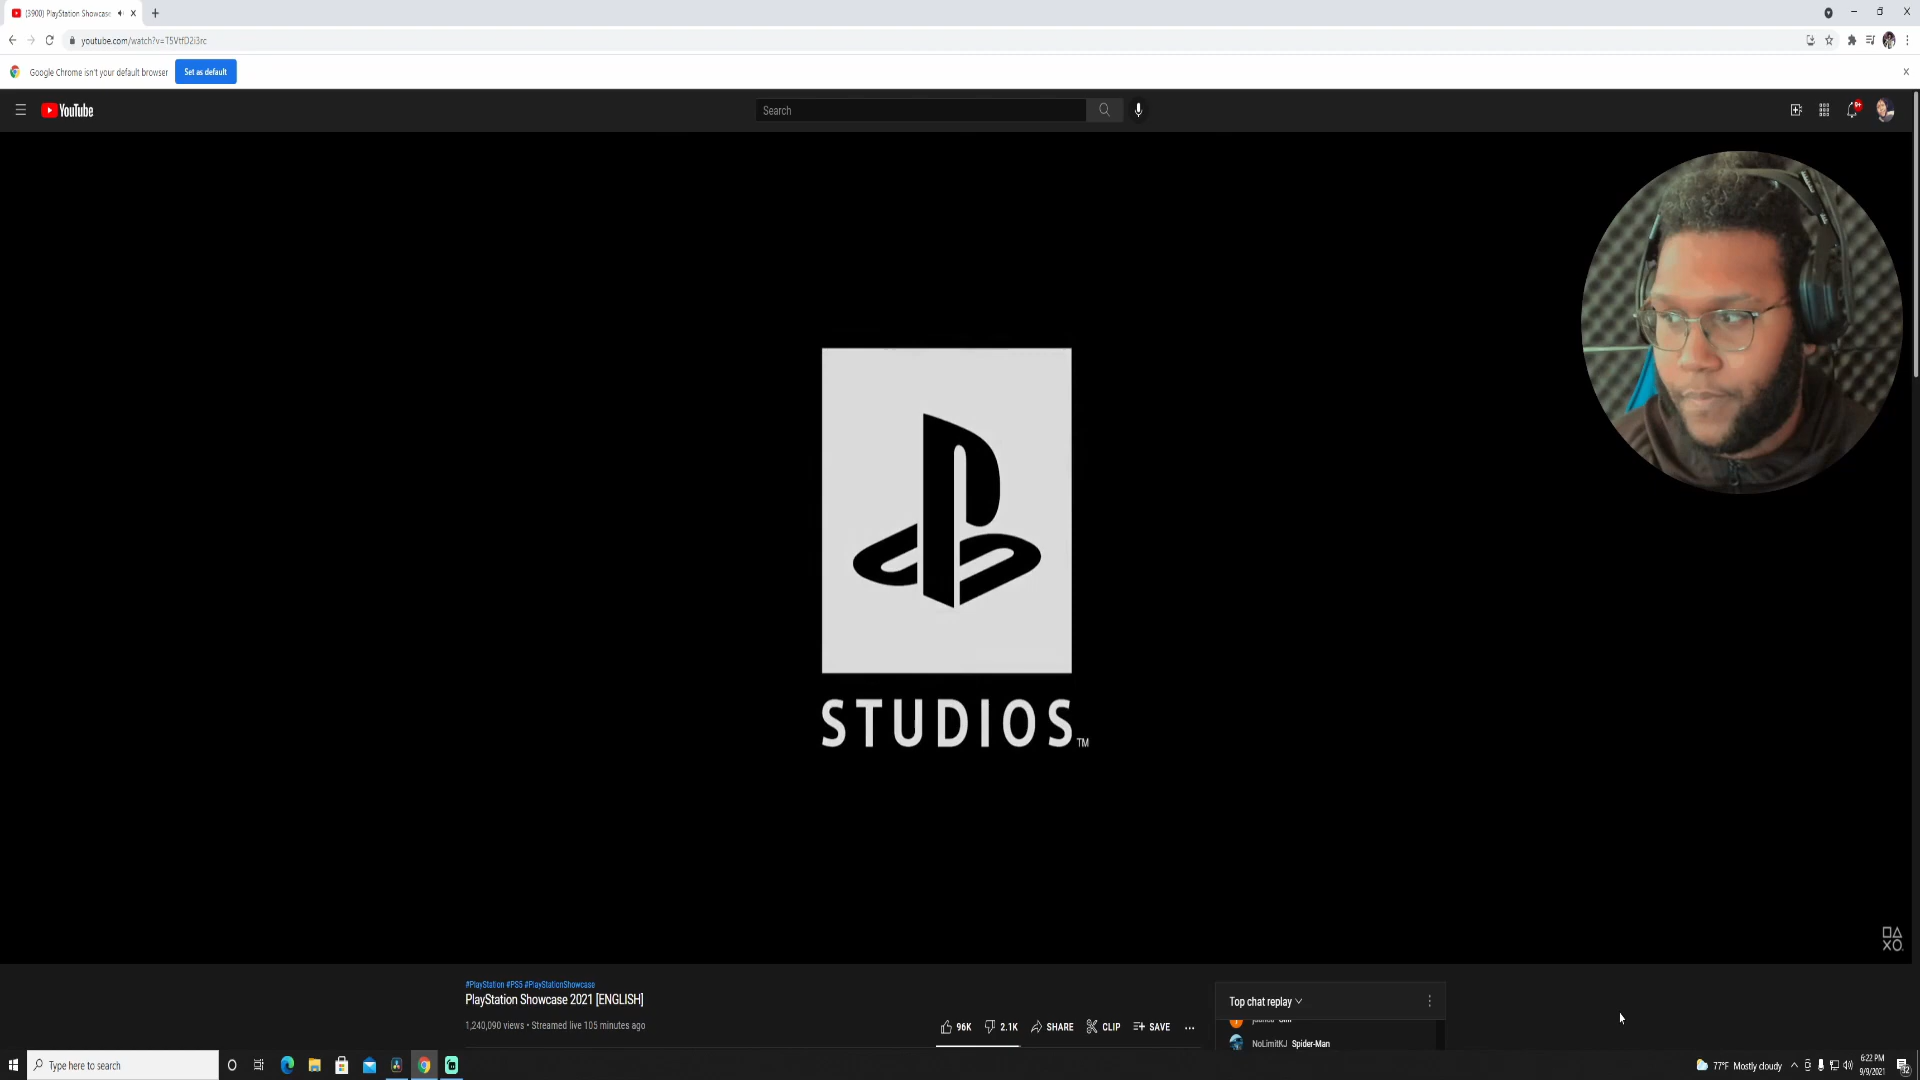 (3900) PlayStation Showcase
youtube.com/watch?v=T5VtfD2i3rc
Google Chrome isn't your default browser
Set as default
YouTube
Search
9+
STUDIOS TM
#PlayStation #PS5 #PlayStationShowcase
PlayStation Showcase 2021 [ENGLISH]
1,240,090 views • Streamed live 105 minutes ago
96K
2.1K
SHARE
CLIP
SAVE
Top chat replay
NoLimitKJ Spider-Man
Type here to search
77°F Mostly cloudy
6:22 PM
9/9/2021
32